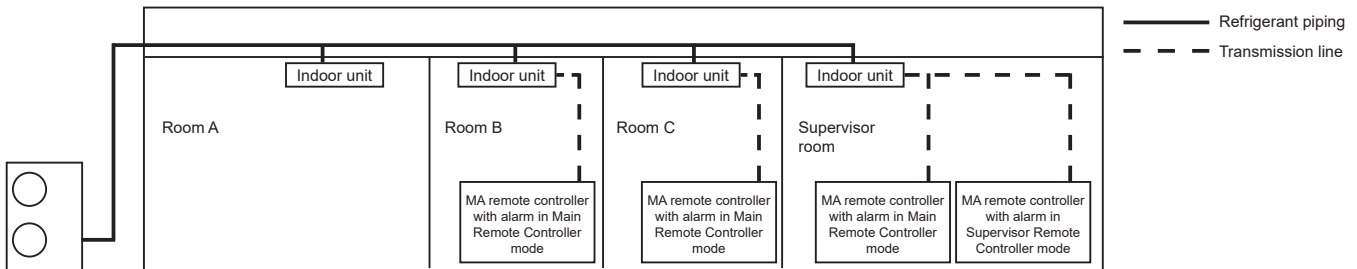 Refrigerant piping
Transmission line
Indoor unit
Indoor unit
Indoor unit
Indoor unit
Room A
Room B
Room C
Supervisor
room
MA remote controller
with alarm in Main
Remote Controller
mode
MA remote controller
with alarm in Main
Remote Controller
mode
MA remote controller
with alarm in Main
Remote Controller
mode
MA remote controller
with alarm in
Supervisor Remote
Controller mode